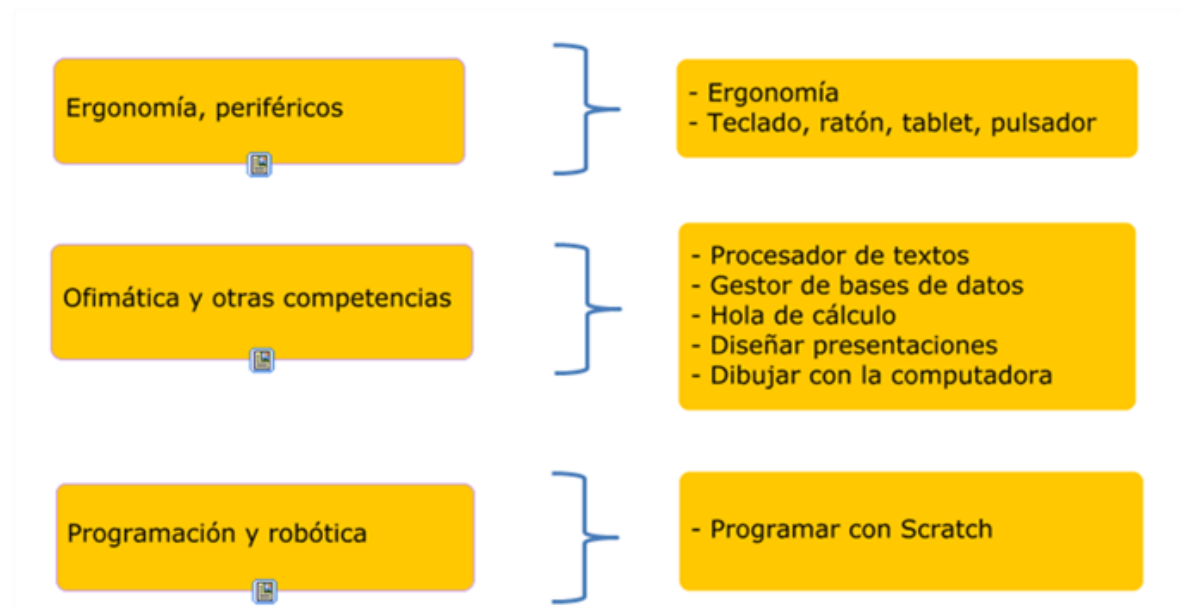 Ergonomía, periféricos
- Ergonomía
- Teclado, ratón, tablet, pulsador
Ofimática y otras competencias
- Procesador de textos
- Gestor de bases de datos
- Hola de cálculo
- Diseñar presentaciones
- Dibujar con la computadora
Programación y robótica
- Programar con Scratch